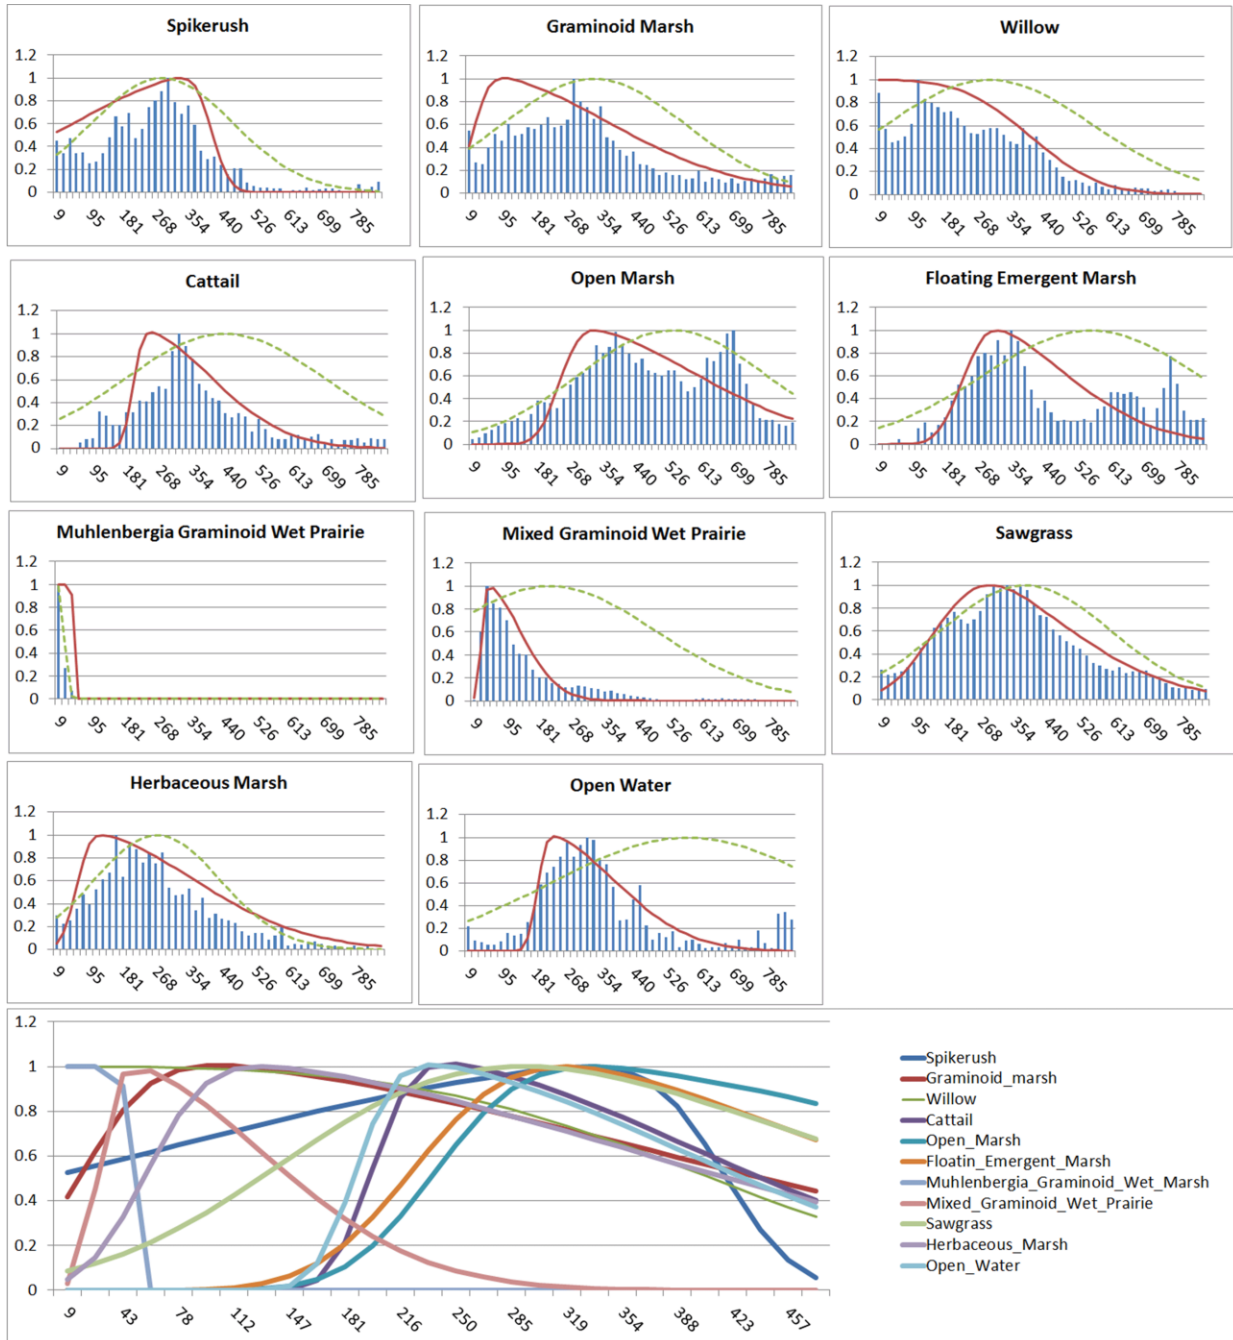 Spikerush
1.2
1
0.8
0.6
0.4
0.2
0
9 95 181 268 354 440 526 613 699 785
Graminoid Marsh
1.2
1
0.8
0.6
0.4
0.2
0
9 95 181 268 354 440 526 613 699 785
Willow
1.2
1
0.8
0.6
0.4
0.2
0
9 95 181 268 354 440 526 613 699 785
Cattail
1.2
1
0.8
0.6
0.4
0.2
0
9 95 181 268 354 440 526 613 699 785
Open Marsh
1.2
1
0.8
0.6
0.4
0.2
0
9 95 181 268 354 440 526 613 699 785
Floating Emergent Marsh
1.2
1
0.8
0.6
0.4
0.2
0
9 95 181 268 354 440 526 613 699 785
Muhlenbergia Graminoid Wet Prairie
1.2
1
0.8
0.6
0.4
0.2
0
9 95 181 268 354 440 526 613 699 785
Mixed Graminoid Wet Prairie
1.2
1
0.8
0.6
0.4
0.2
0
9 95 181 268 354 440 526 613 699 785
Sawgrass
1.2
1
0.8
0.6
0.4
0.2
0
9 95 181 268 354 440 526 613 699 785
Herbaceous Marsh
1.2
1
0.8
0.6
0.4
0.2
0
9 95 181 268 354 440 526 613 699 785
Open Water
1.2
1
0.8
0.6
0.4
0.2
0
9 95 181 268 354 440 526 613 699 785
1.2
1
0.8
0.6
0.4
0.2
0
9 43 78 112 147 181 216 250 285 319 354 388 423 457
Spikerush
Graminoid_marsh
Willow
Cattail
Open_Marsh
Floatin_Emergent_Marsh
Muhlenbergia_Graminoid_Wet_Marsh
Mixed_Graminoid_Wet_Prairie
Sawgrass
Herbaceous_Marsh
Open_Water